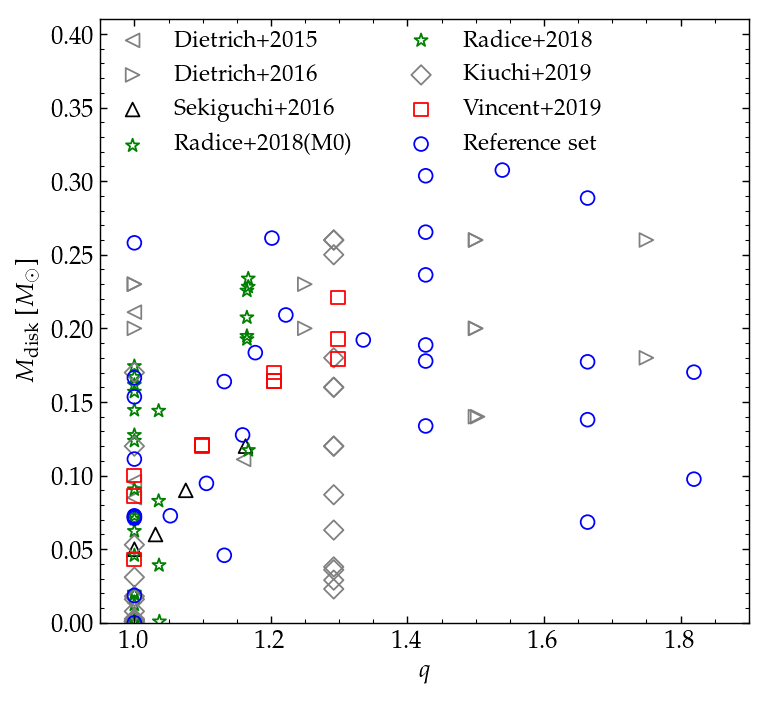 0.40
0.35
0.30
0.25
0.20
0.15
0.10
0.05
0.00
M_disk [M_⊙]
Dietrich+2015
Dietrich+2016
Sekiguchi+2016
Radice+2018(M0)
Radice+2018
Kiuchi+2019
Vincent+2019
Reference set
1.0 1.2 1.4 1.6 1.8
q